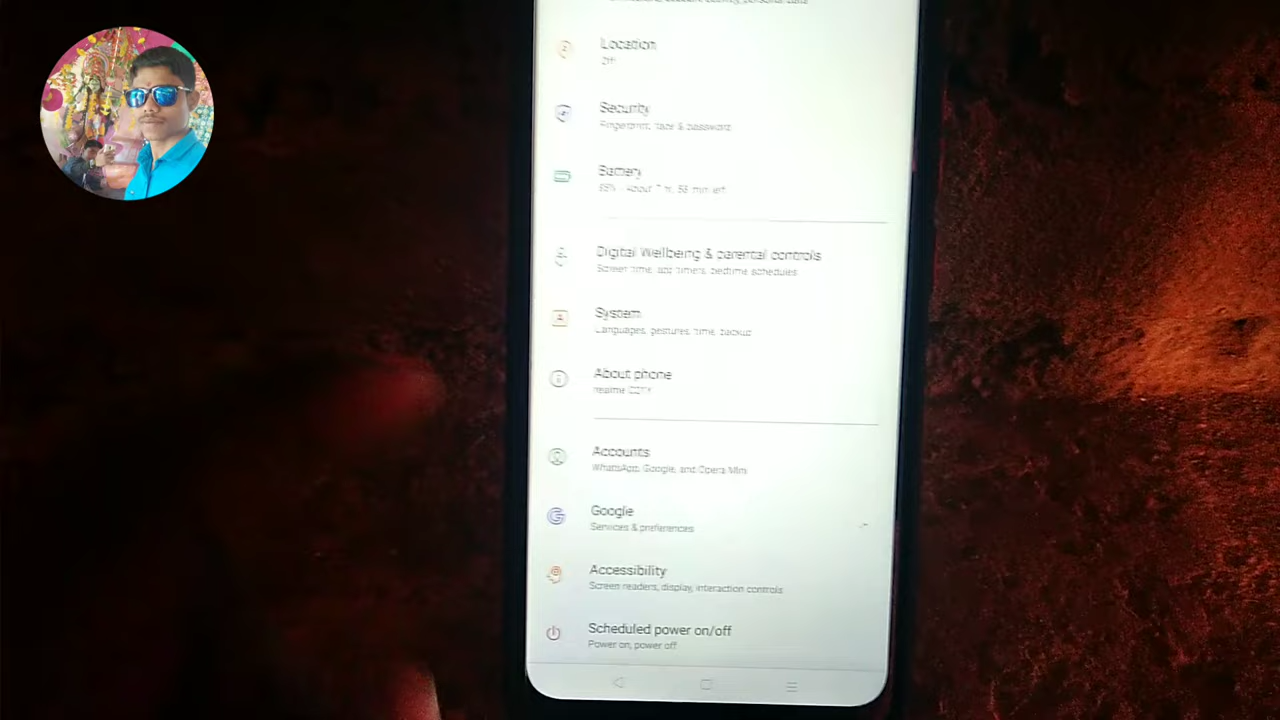 Location
Off
Security
Fingerprint, face & password
Battery
Digital Wellbeing & parental controls
Screen time, app timers, bedtime schedules
System
Languages, gestures, time, backup
About phone
realme
Accounts
WhatsApp, Google, and Opera Mini
Google
Services & preferences
Accessibility
Screen readers, display, interaction controls
Scheduled power on/off
Power on, power off